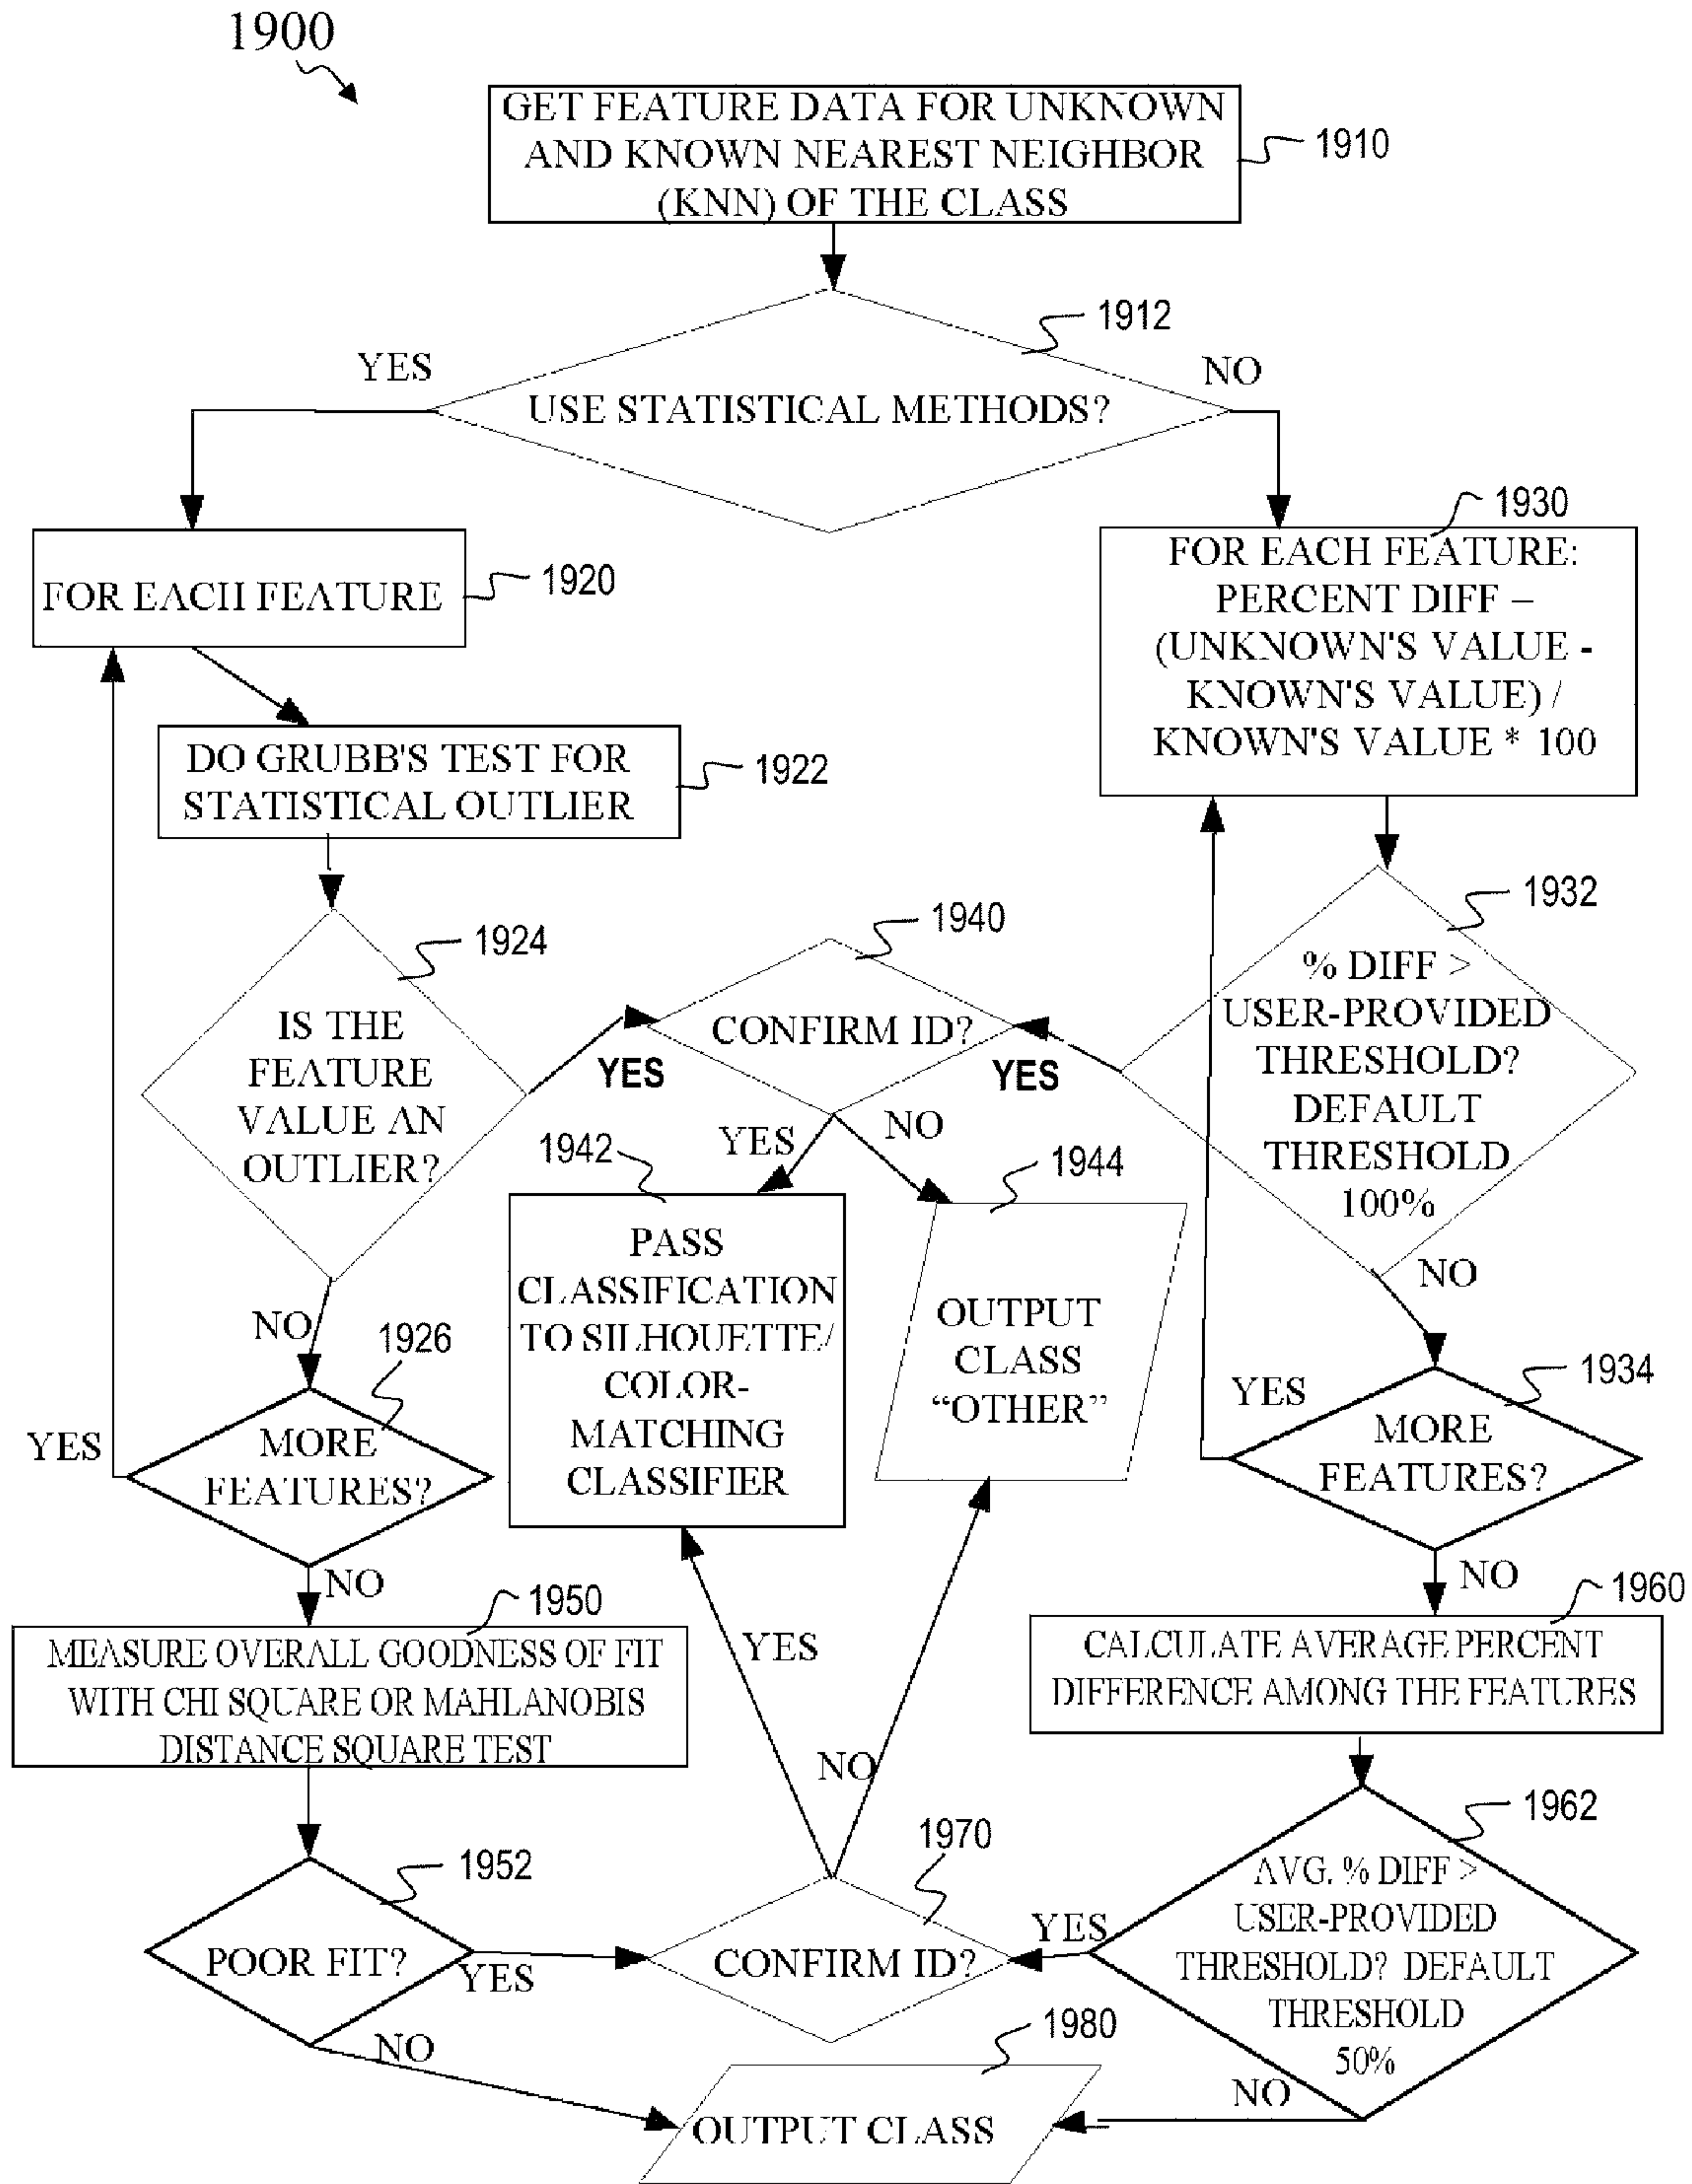 1900
GET FEATURE DATA FOR UNKNOWN
AND KNOWN NEAREST NEIGHBOR
(KNN) OF THE CLASS
1910
1912
YES
NO
USE STATISTICAL METHODS?
1930
FOR EACH FEATURE
1920
FOR EACH FEATURE:
PERCENT DIFF –
(UNKNOWN'S VALUE -
KNOWN'S VALUE) /
KNOWN'S VALUE * 100
DO GRUBB'S TEST FOR
STATISTICAL OUTLIER
1922
1924
IS THE
FEATURE
VALUE AN
OUTLIER?
YES
NO
1940
CONFIRM ID?
YES
YES
NO
1932
% DIFF >
USER-PROVIDED
THRESHOLD?
DEFAULT
THRESHOLD
100%
NO
1942
PASS
CLASSIFICATION
TO SILHOUETTE/
COLOR-
MATCHING
CLASSIFIER
1944
OUTPUT
CLASS
“OTHER”
1926
YES
MORE
FEATURES?
NO
1934
YES
MORE
FEATURES?
NO
1950
MEASURE OVERALL GOODNESS OF FIT
WITH CHI SQUARE OR MAHLANOBIS
DISTANCE SQUARE TEST
1960
CALCULATE AVERAGE PERCENT
DIFFERENCE AMONG THE FEATURES
YES
NO
1952
POOR FIT?
YES
NO
1970
CONFIRM ID?
YES
1962
AVG. % DIFF >
USER-PROVIDED
THRESHOLD? DEFAULT
THRESHOLD
50%
NO
1980
OUTPUT CLASS